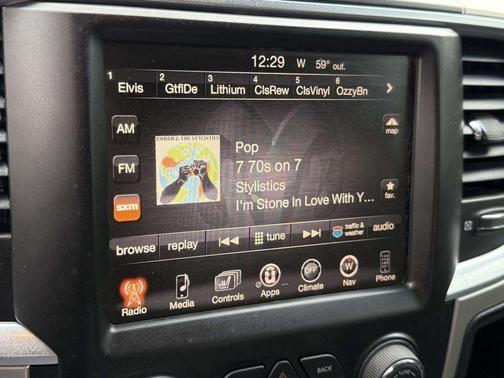 12:29 W 59° out.
1 Elvis 2 GtflDe 3 Lithium 4 ClsRew 5 ClsVinyl 6 OzzyBn
AM
map
Pop
FM
7 70s on 7
Stylistics
fav.
sxm
I'm Stone In Love With Y...
browse replay tune traffic & weather audio
OFF W
Radio Media Controls Apps ... Climate Nav Phone
BACK
TUNE